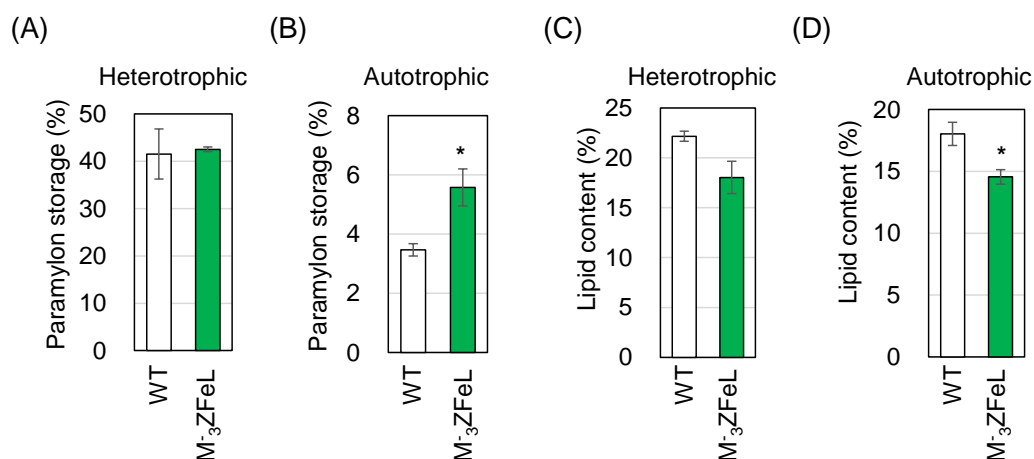 (A)
Heterotrophic
Paramylon storage (%)
50
40
30
20
10
0
WT
M-3ZFeL
(B)
Autotrophic
Paramylon storage (%)
8
6
4
2
0
*
WT
M-3ZFeL
(C)
Heterotrophic
Lipid content (%)
25
20
15
10
5
0
WT
M-3ZFeL
(D)
Autotrophic
Lipid content (%)
20
15
10
5
0
*
WT
M-3ZFeL